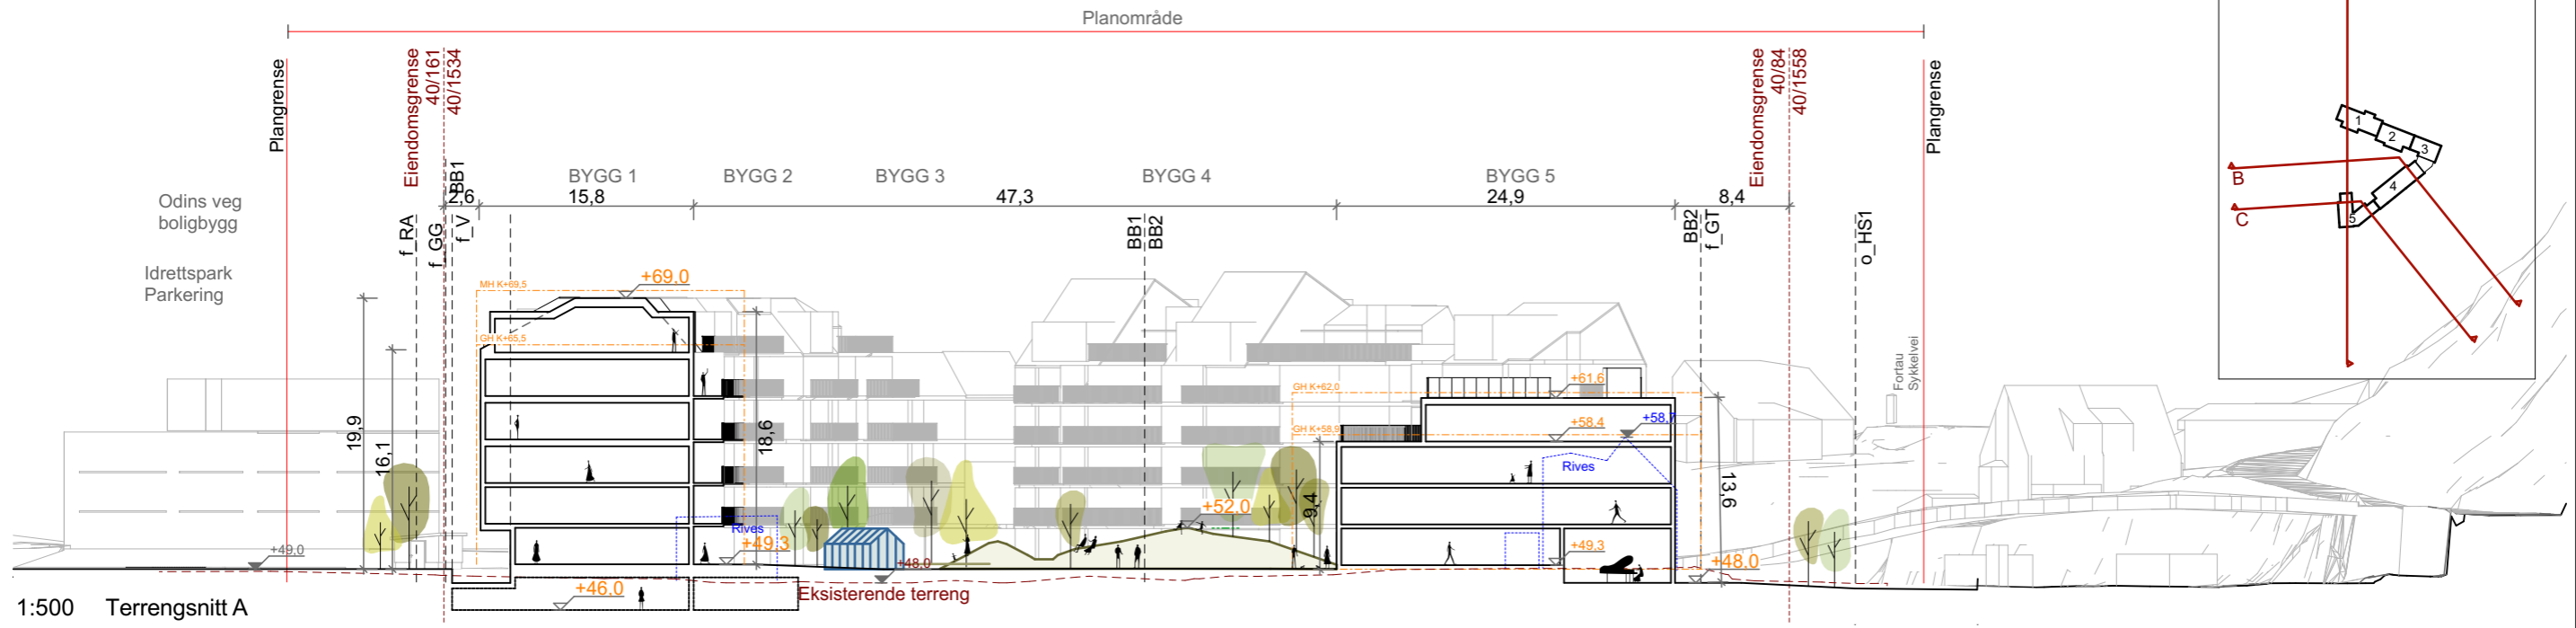 Planområde
Plangrense
Eiendomsgrense
40/161
40/1534
Eiendomsgrense
40/84
40/1558
Plangrense
1
2
3
4
5
B
C
BB1
BYGG 1
BYGG 2
BYGG 3
BYGG 4
BYGG 5
2,6
15,8
47,3
24,9
8,4
Odins veg
boligbygg
Idrettspark
Parkering
f_RA
f_GG
f_V
BB1
BB2
BB2
f_GT
o_HS1
MH K+69,5
+69.0
GH K+65,5
19,9
16,1
18,6
Fortau
Sykkelvei
GH K+62,0
+61.6
GH K+58,9
+58.4
+58,7
Rives
9,4
13,6
Rives
+52.0
+49.3
+49,0
+48,0
+49.3
+48.0
+46.0
Eksisterende terreng
1:500 Terrengsnitt A